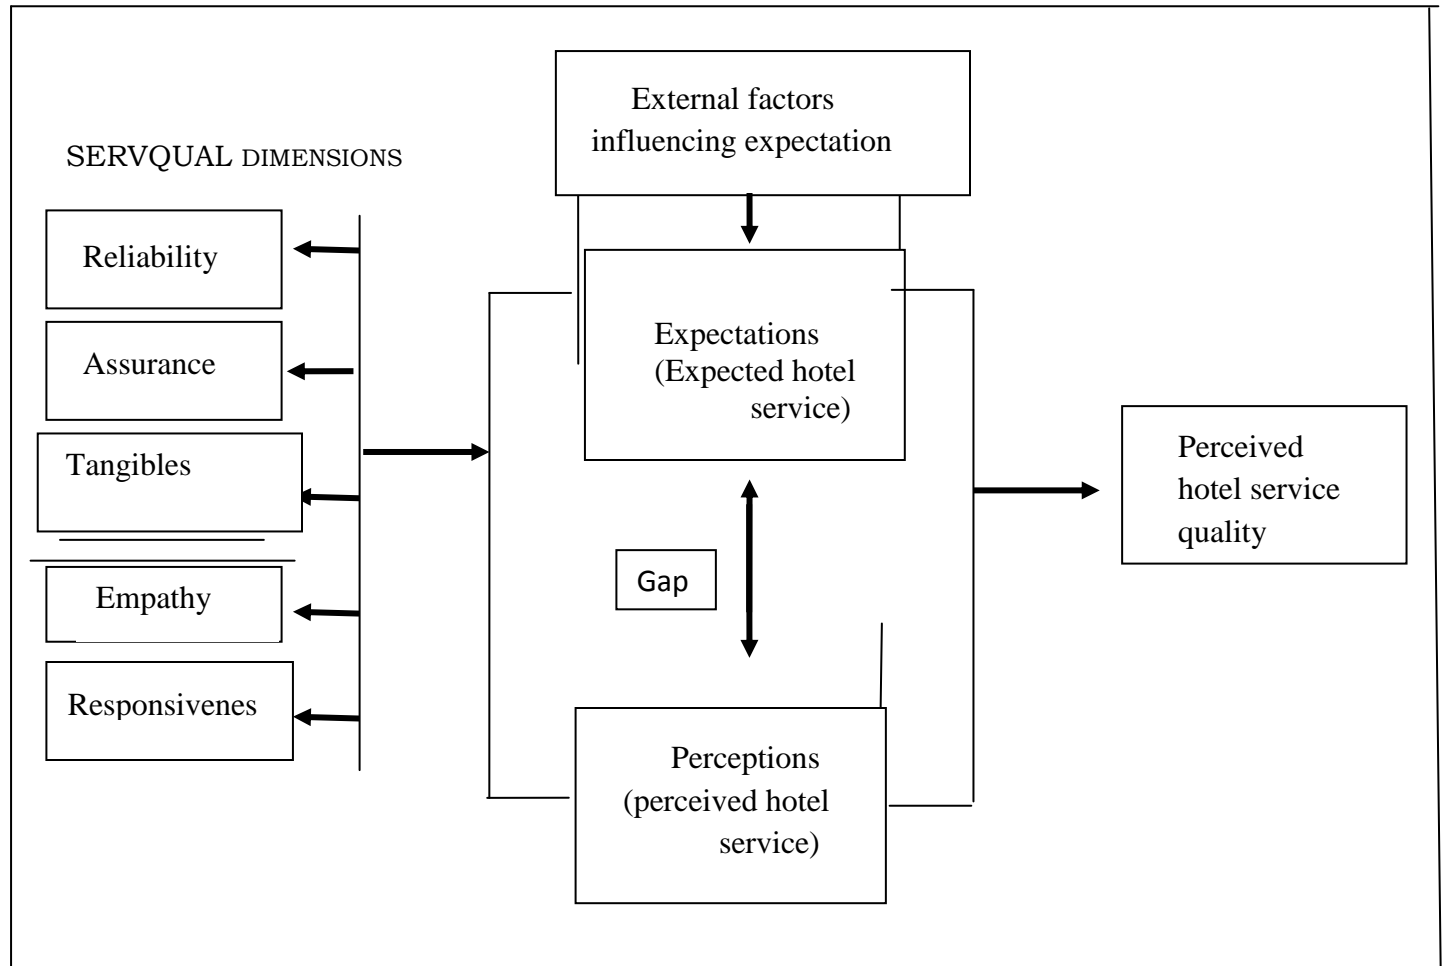 External factors
influencing expectation
SERVQUAL DIMENSIONS
Reliability
Assurance
Tangibles
Empathy
Responsivenes
Expectations
(Expected hotel
service)
Gap
Perceptions
(perceived hotel
service)
Perceived
hotel service
quality